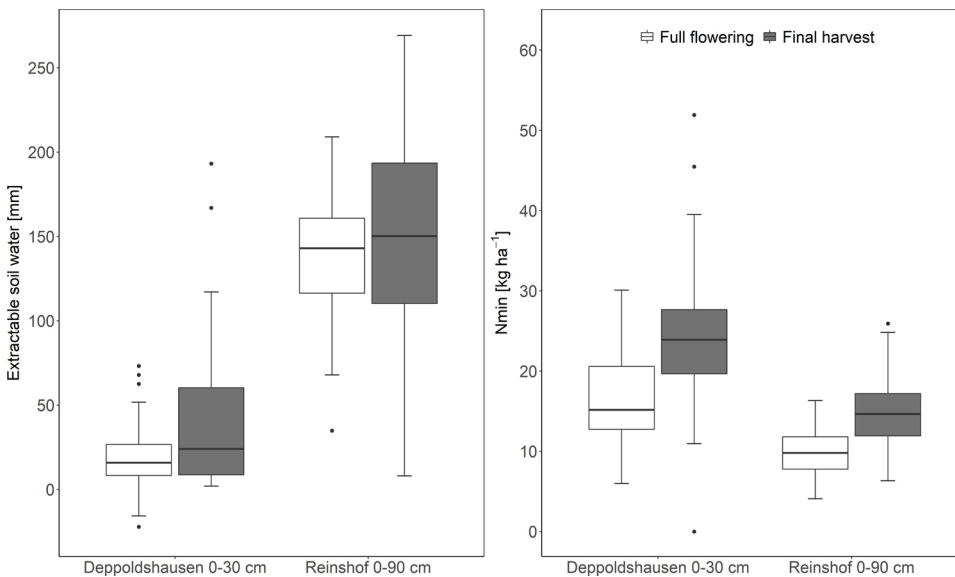 Extractable soil water [mm]
250
200
150
100
50
0
Deppoldshausen 0-30 cm Reinshof 0-90 cm
Full flowering Final harvest
Nmin [kg ha⁻¹]
60
50
40
30
20
10
0
Deppoldshausen 0-30 cm Reinshof 0-90 cm